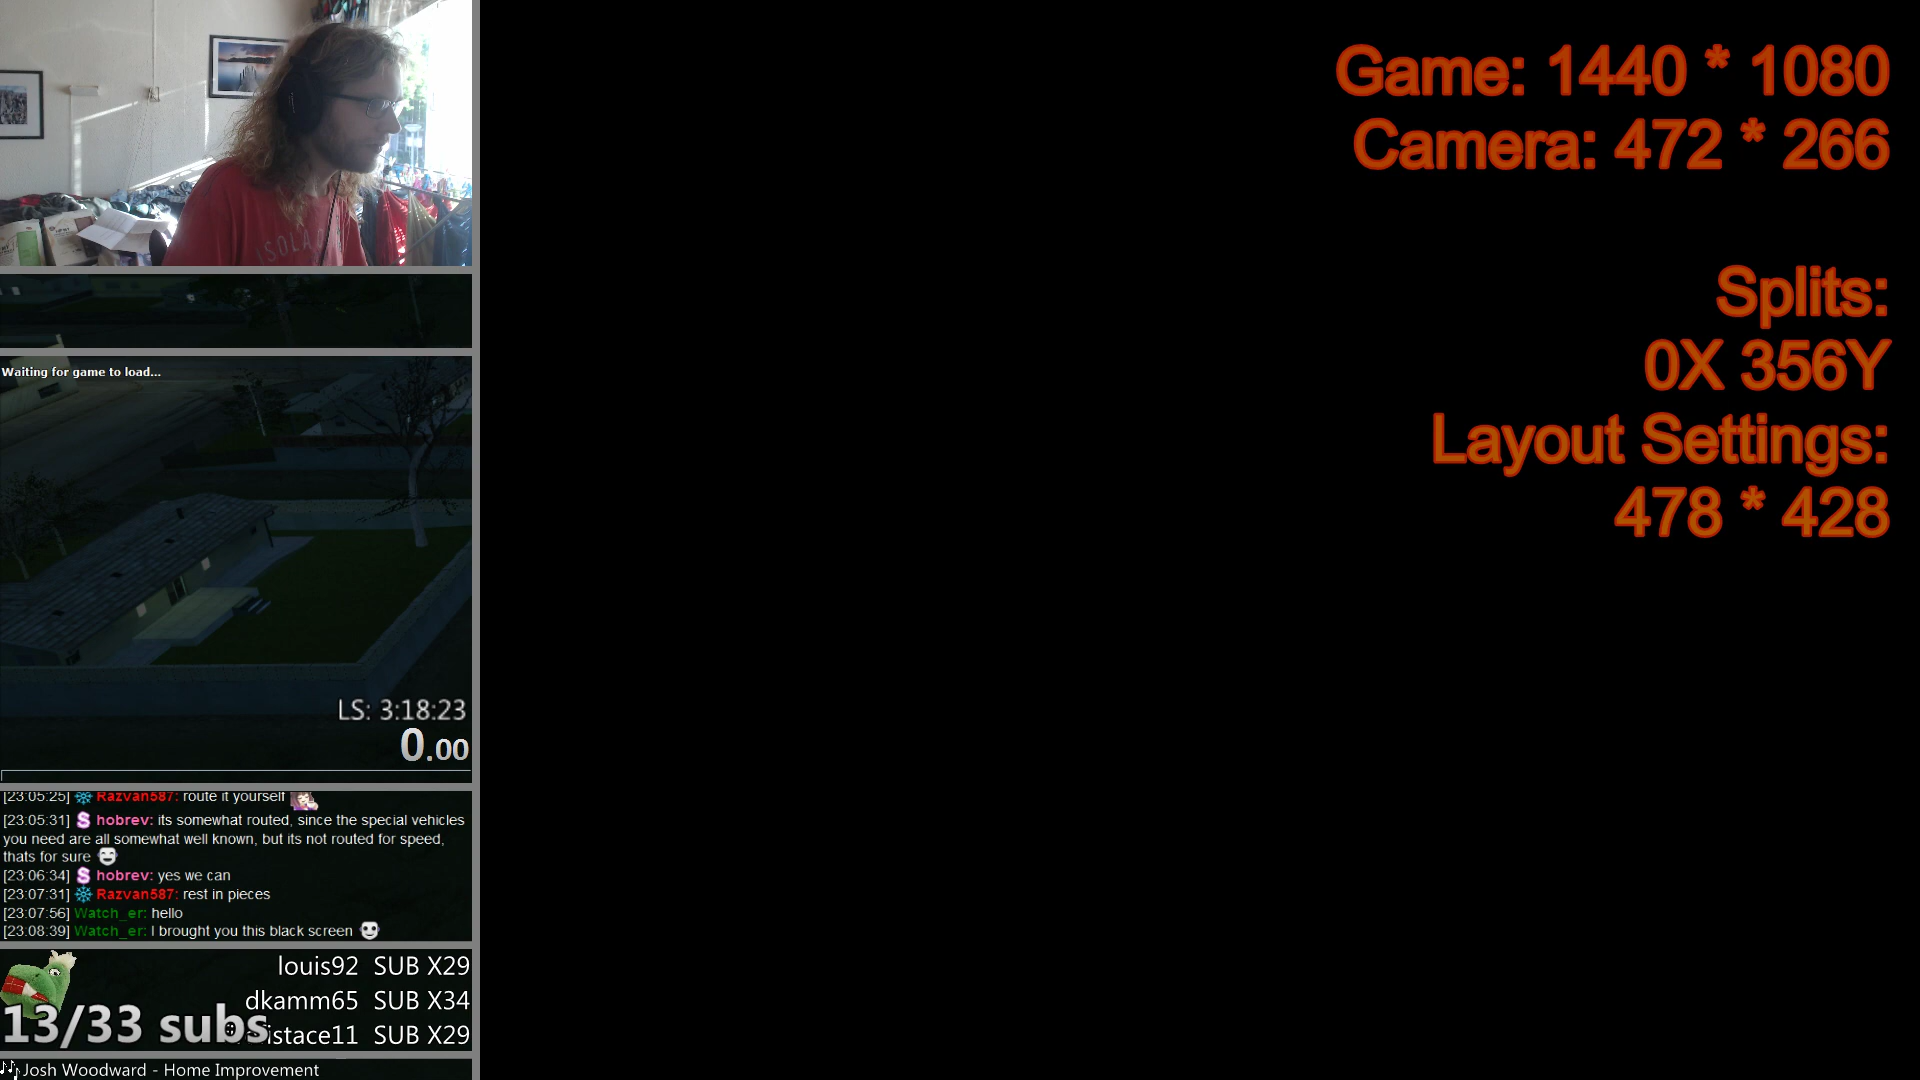 Game: 1440 * 1080
Camera: 472 * 266
Splits:
0X 356Y
Layout Settings:
478 * 428
ISOLA
Waiting for game to load...
LS: 3:18:23
0.00
[23:05:25] Razvan587: route it yourself
[23:05:31] S hobrev: its somewhat routed, since the special vehicles
you need are all somewhat well known, but its not routed for speed,
thats for sure
[23:06:34] S hobrev: yes we can
[23:07:31] Razvan587: rest in pieces
[23:07:56] Watch_er: hello
[23:08:39] Watch_er: I brought you this black screen
louis92 SUB X29
dkamm65 SUB X34
SUB X29
13/33 subs
Josh Woodward - Home Improvement